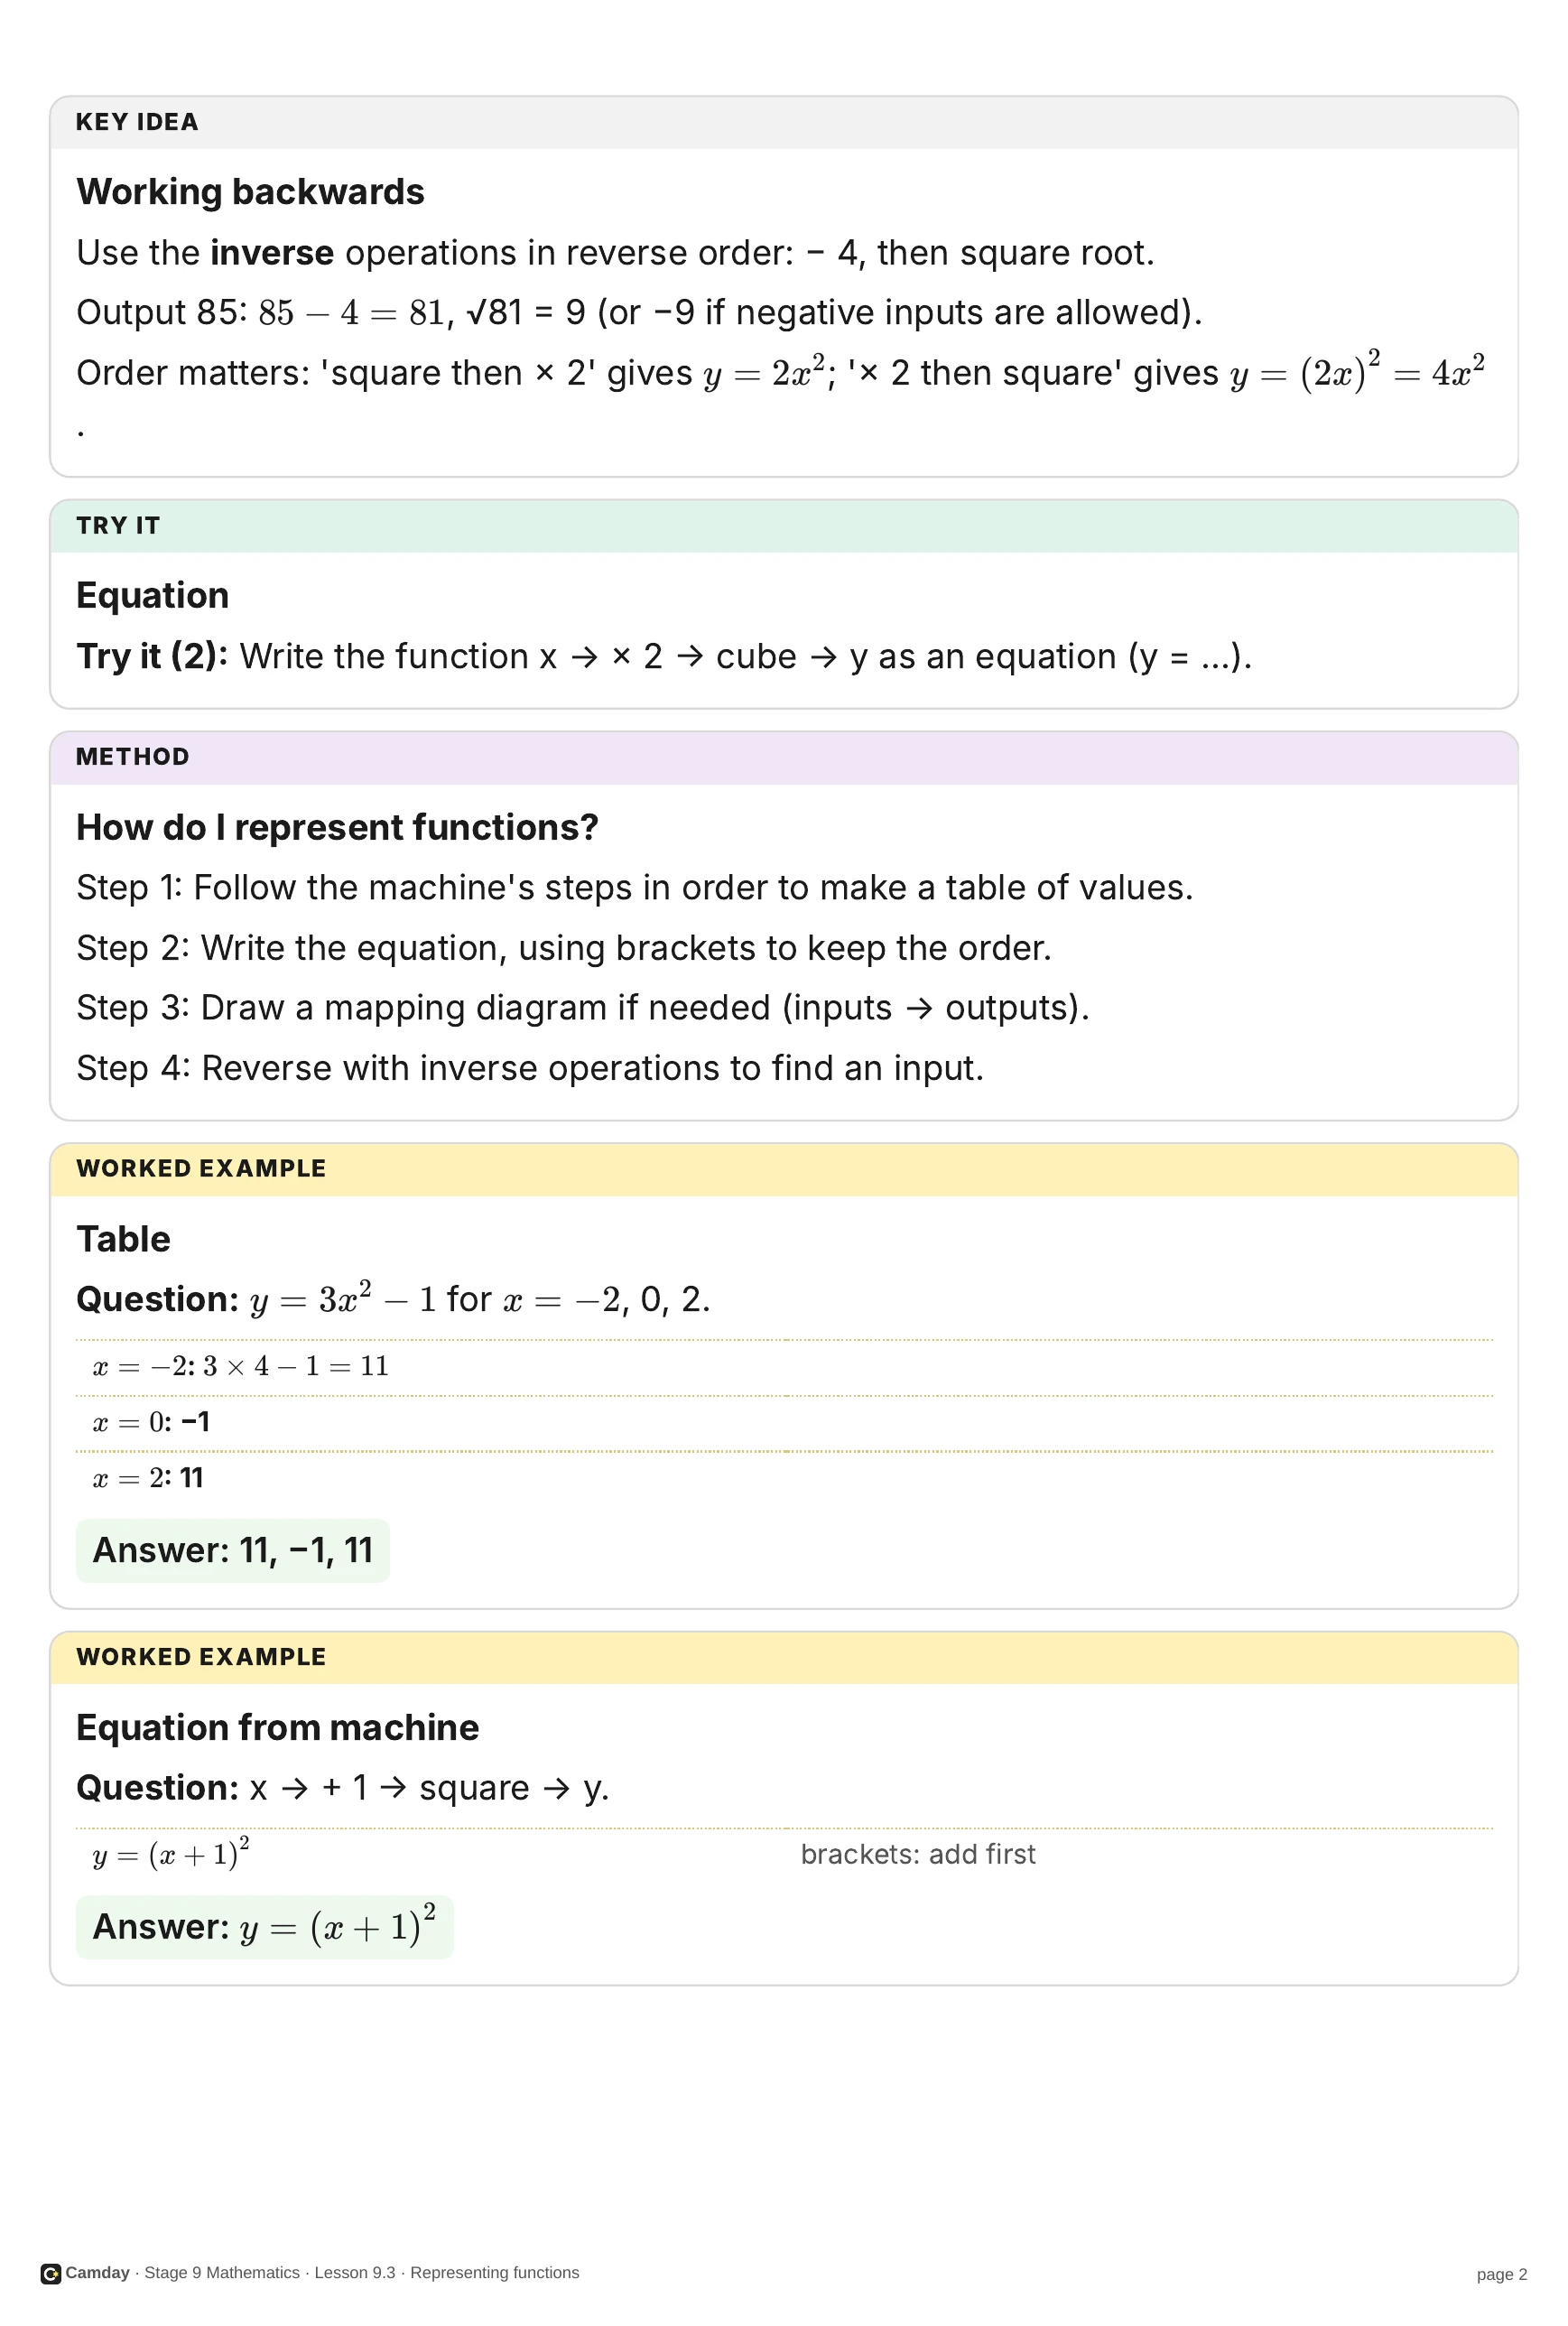 KEY IDEA
Working backwards
Use the inverse operations in reverse order: − 4, then square root.
Output 85: 85 − 4 = 81, √81 = 9 (or −9 if negative inputs are allowed).
Order matters: 'square then × 2' gives y = 2x²; '× 2 then square' gives y = (2x)² = 4x²
.
TRY IT
Equation
Try it (2): Write the function x → × 2 → cube → y as an equation (y = ...).
METHOD
How do I represent functions?
Step 1: Follow the machine's steps in order to make a table of values.
Step 2: Write the equation, using brackets to keep the order.
Step 3: Draw a mapping diagram if needed (inputs → outputs).
Step 4: Reverse with inverse operations to find an input.
WORKED EXAMPLE
Table
Question: y = 3x² − 1 for x = −2, 0, 2.
x = −2: 3 × 4 − 1 = 11
x = 0: −1
x = 2: 11
Answer: 11, −1, 11
WORKED EXAMPLE
Equation from machine
Question: x → + 1 → square → y.
y = (x + 1)² brackets: add first
Answer: y = (x + 1)²
Camday · Stage 9 Mathematics · Lesson 9.3 · Representing functions page 2